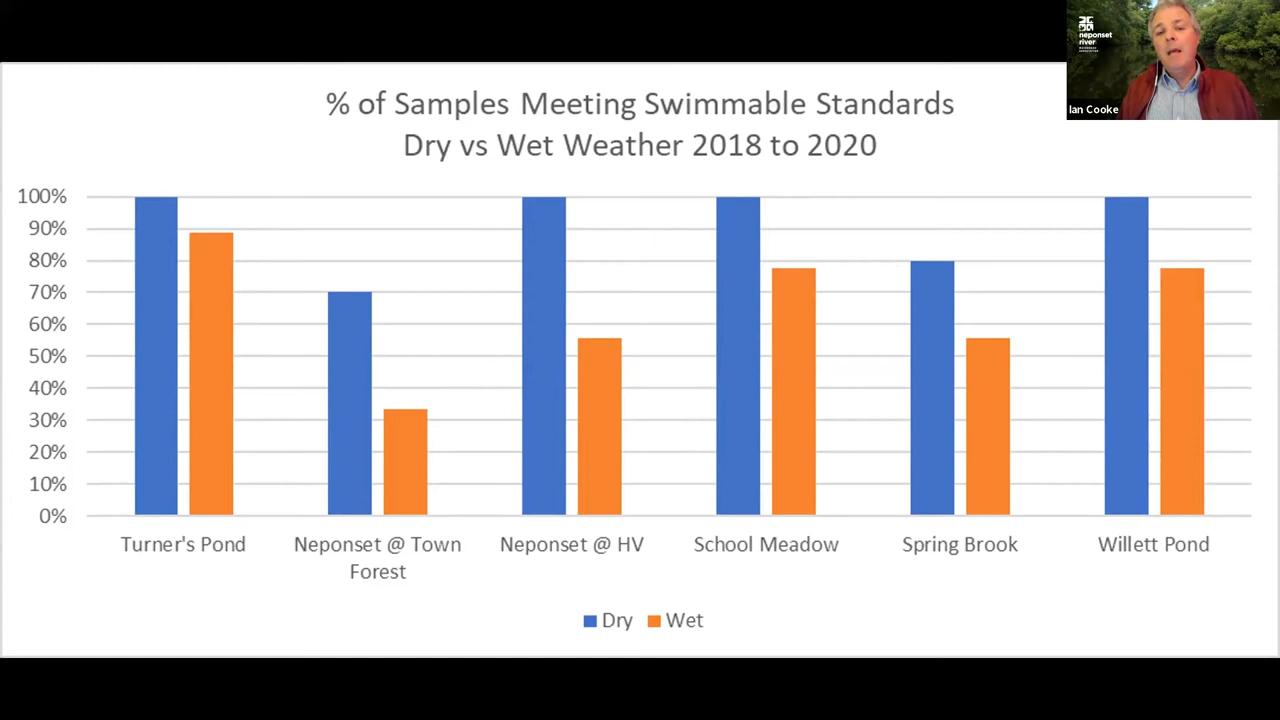 neponset
river
Ian Cooke
% of Samples Meeting Swimmable Standards
Dry vs Wet Weather 2018 to 2020
100%
90%
80%
70%
60%
50%
40%
30%
20%
10%
0%
Turner's Pond
Neponset @ Town
Forest
Neponset @ HV
School Meadow
Spring Brook
Willett Pond
Dry
Wet